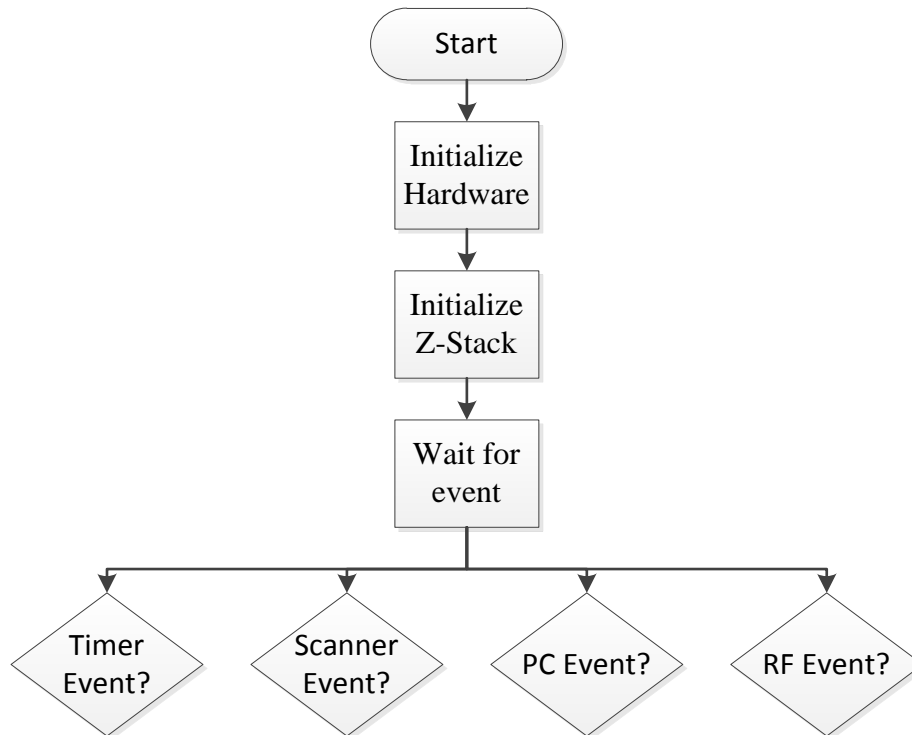 Start
Initialize
Hardware
Initialize
Z-Stack
Wait for
event
Timer
Event?
Scanner
Event?
PC Event?
RF Event?